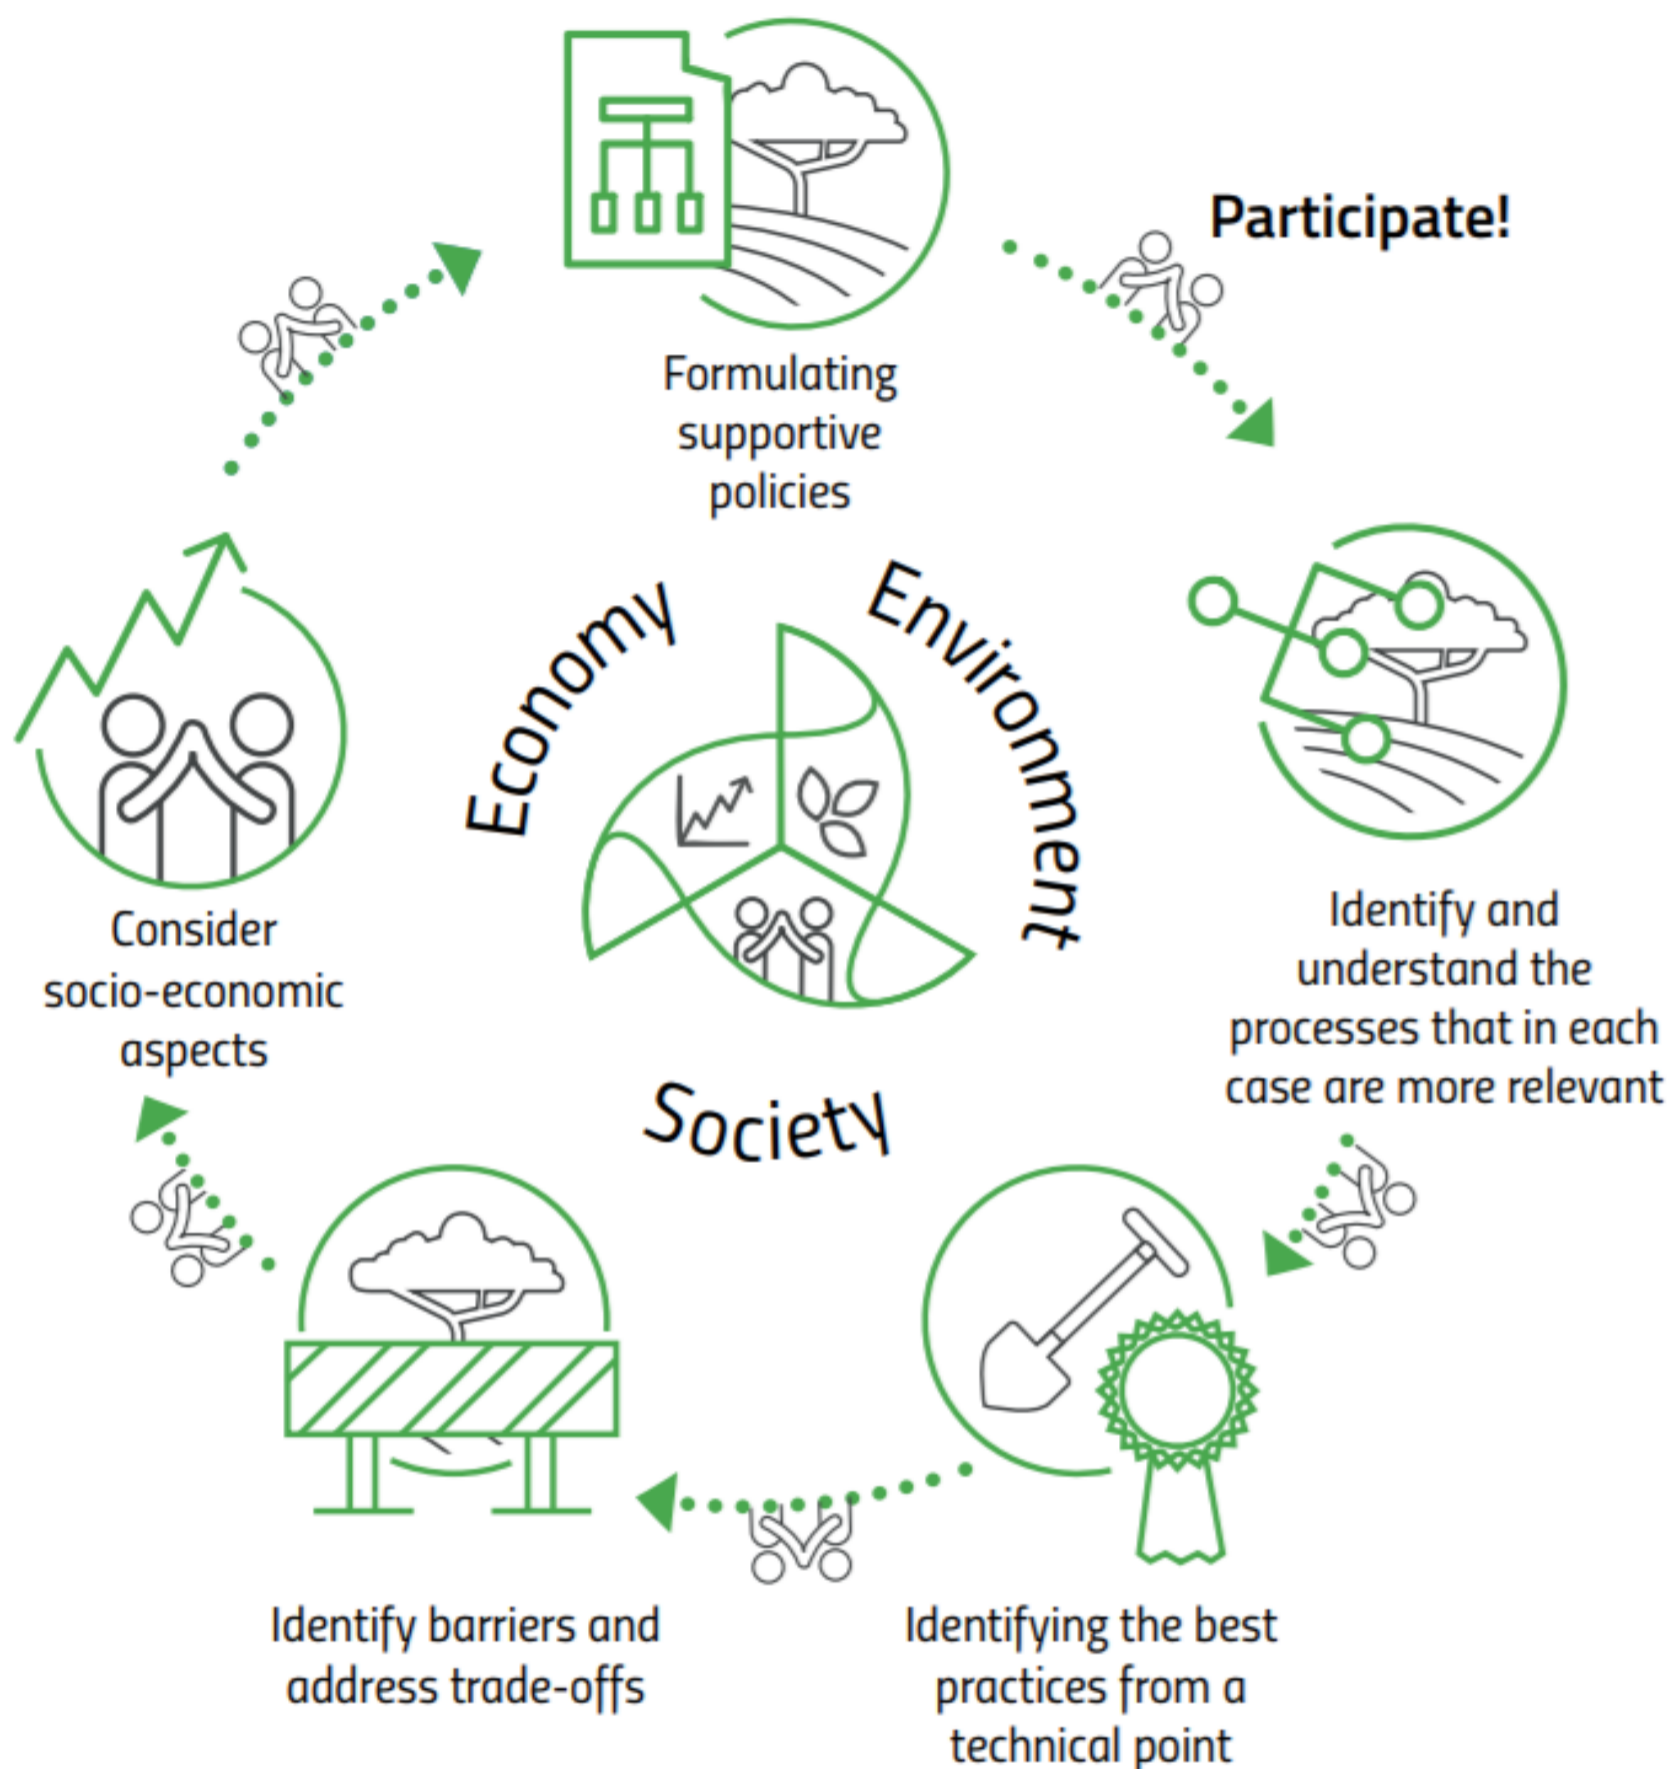 Participate!
Formulating
supportive
policies
Economy
Environment
Society
Identify and
understand the
processes that in each
case are more relevant
Identifying the best
practices from a
technical point
Identify barriers and
address trade-offs
Consider
socio-economic
aspects